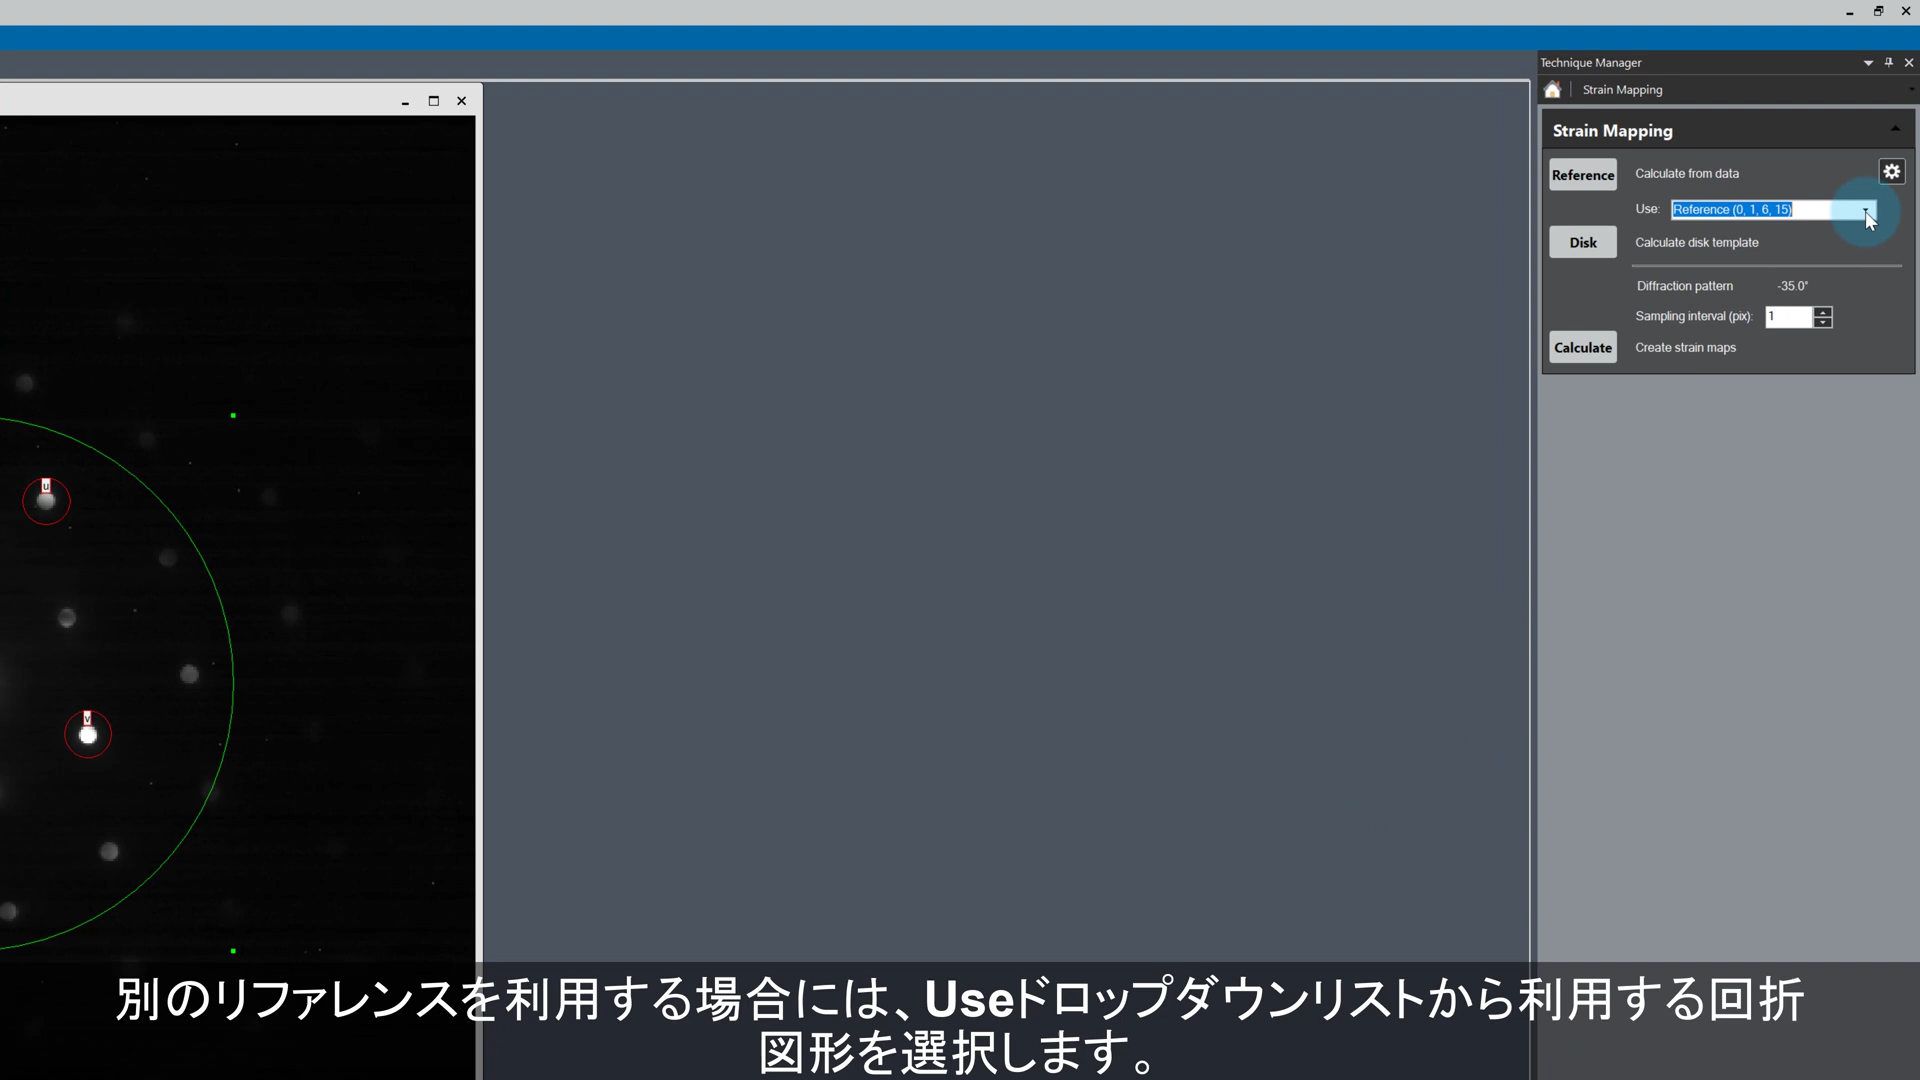 Technique Manager
Strain Mapping
Strain Mapping
Reference Calculate from data
Use: Reference (0, 1, 6, 15)
Disk Calculate disk template
Diffraction pattern -35.0°
Sampling interval (pix): 1
Calculate Create strain maps
u
v
別のリファレンスを利用する場合には、Useドロップダウンリストから利用する回折
図形を選択します。